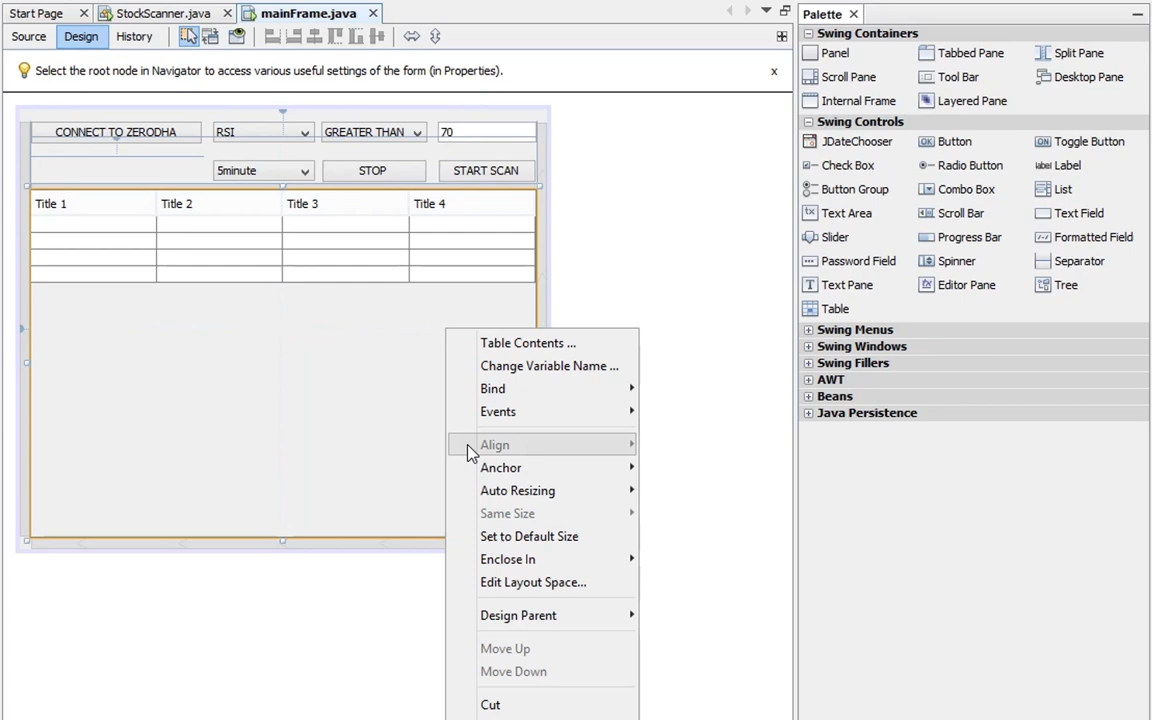 Start Page
StockScanner.java
mainFrame.java
Source
Design
History
Select the root node in Navigator to access various useful settings of the form (in Properties).
x
CONNECT TO ZERODHA
RSI
GREATER THAN
70
5minute
STOP
START SCAN
Title 1
Title 2
Title 3
Title 4
Table Contents ...
Change Variable Name ...
Bind
Events
Align
Anchor
Auto Resizing
Same Size
Set to Default Size
Enclose In
Edit Layout Space...
Design Parent
Move Up
Move Down
Cut
Palette
Swing Containers
Panel
Tabbed Pane
Split Pane
Scroll Pane
Tool Bar
Desktop Pane
Internal Frame
Layered Pane
Swing Controls
JDateChooser
OK Button
ON Toggle Button
Check Box
Radio Button
label Label
Button Group
Combo Box
List
Text Area
Scroll Bar
Text Field
Slider
Progress Bar
Formatted Field
Password Field
Spinner
Separator
T Text Pane
Editor Pane
Tree
Table
Swing Menus
Swing Windows
Swing Fillers
AWT
Beans
Java Persistence